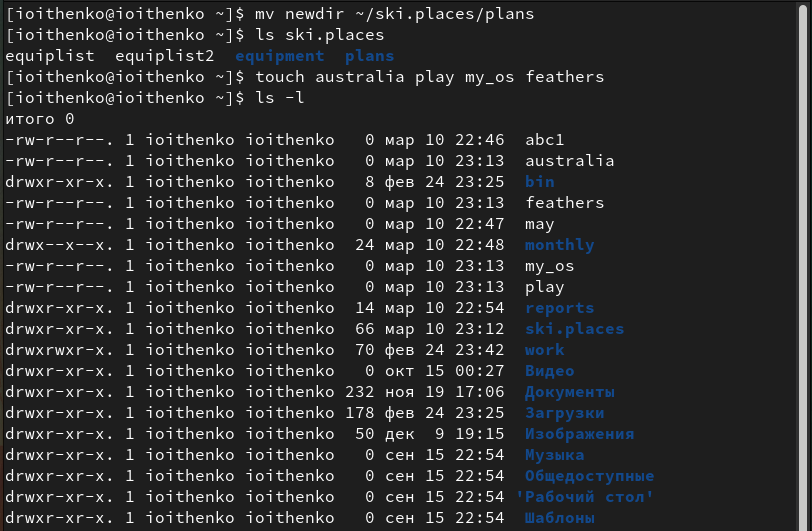 [ioithenko@ioithenko ~]$ mv newdir ~/ski.places/plans
[ioithenko@ioithenko ~]$ ls ski.places
equiplist  equiplist2  equipment  plans
[ioithenko@ioithenko ~]$ touch australia play my_os feathers
[ioithenko@ioithenko ~]$ ls -l
итого 0
-rw-r--r--. 1 ioithenko ioithenko   0 мар 10 22:46  abc1
-rw-r--r--. 1 ioithenko ioithenko   0 мар 10 23:13  australia
drwxr-xr-x. 1 ioithenko ioithenko   8 фев 24 23:25  bin
-rw-r--r--. 1 ioithenko ioithenko   0 мар 10 23:13  feathers
-rw-r--r--. 1 ioithenko ioithenko   0 мар 10 22:47  may
drwx--x--x. 1 ioithenko ioithenko  24 мар 10 22:48  monthly
-rw-r--r--. 1 ioithenko ioithenko   0 мар 10 23:13  my_os
-rw-r--r--. 1 ioithenko ioithenko   0 мар 10 23:13  play
drwxr-xr-x. 1 ioithenko ioithenko  14 мар 10 22:54  reports
drwxr-xr-x. 1 ioithenko ioithenko  66 мар 10 23:12  ski.places
drwxrwxr-x. 1 ioithenko ioithenko  70 фев 24 23:42  work
drwxr-xr-x. 1 ioithenko ioithenko   0 окт 15 00:27  Видео
drwxr-xr-x. 1 ioithenko ioithenko 232 ноя 19 17:06  Документы
drwxr-xr-x. 1 ioithenko ioithenko 178 фев 24 23:25  Загрузки
drwxr-xr-x. 1 ioithenko ioithenko  50 дек  9 19:15  Изображения
drwxr-xr-x. 1 ioithenko ioithenko   0 сен 15 22:54  Музыка
drwxr-xr-x. 1 ioithenko ioithenko   0 сен 15 22:54  Общедоступные
drwxr-xr-x. 1 ioithenko ioithenko   0 сен 15 22:54 'Рабочий стол'
drwxr-xr-x. 1 ioithenko ioithenko   0 сен 15 22:54  Шаблоны